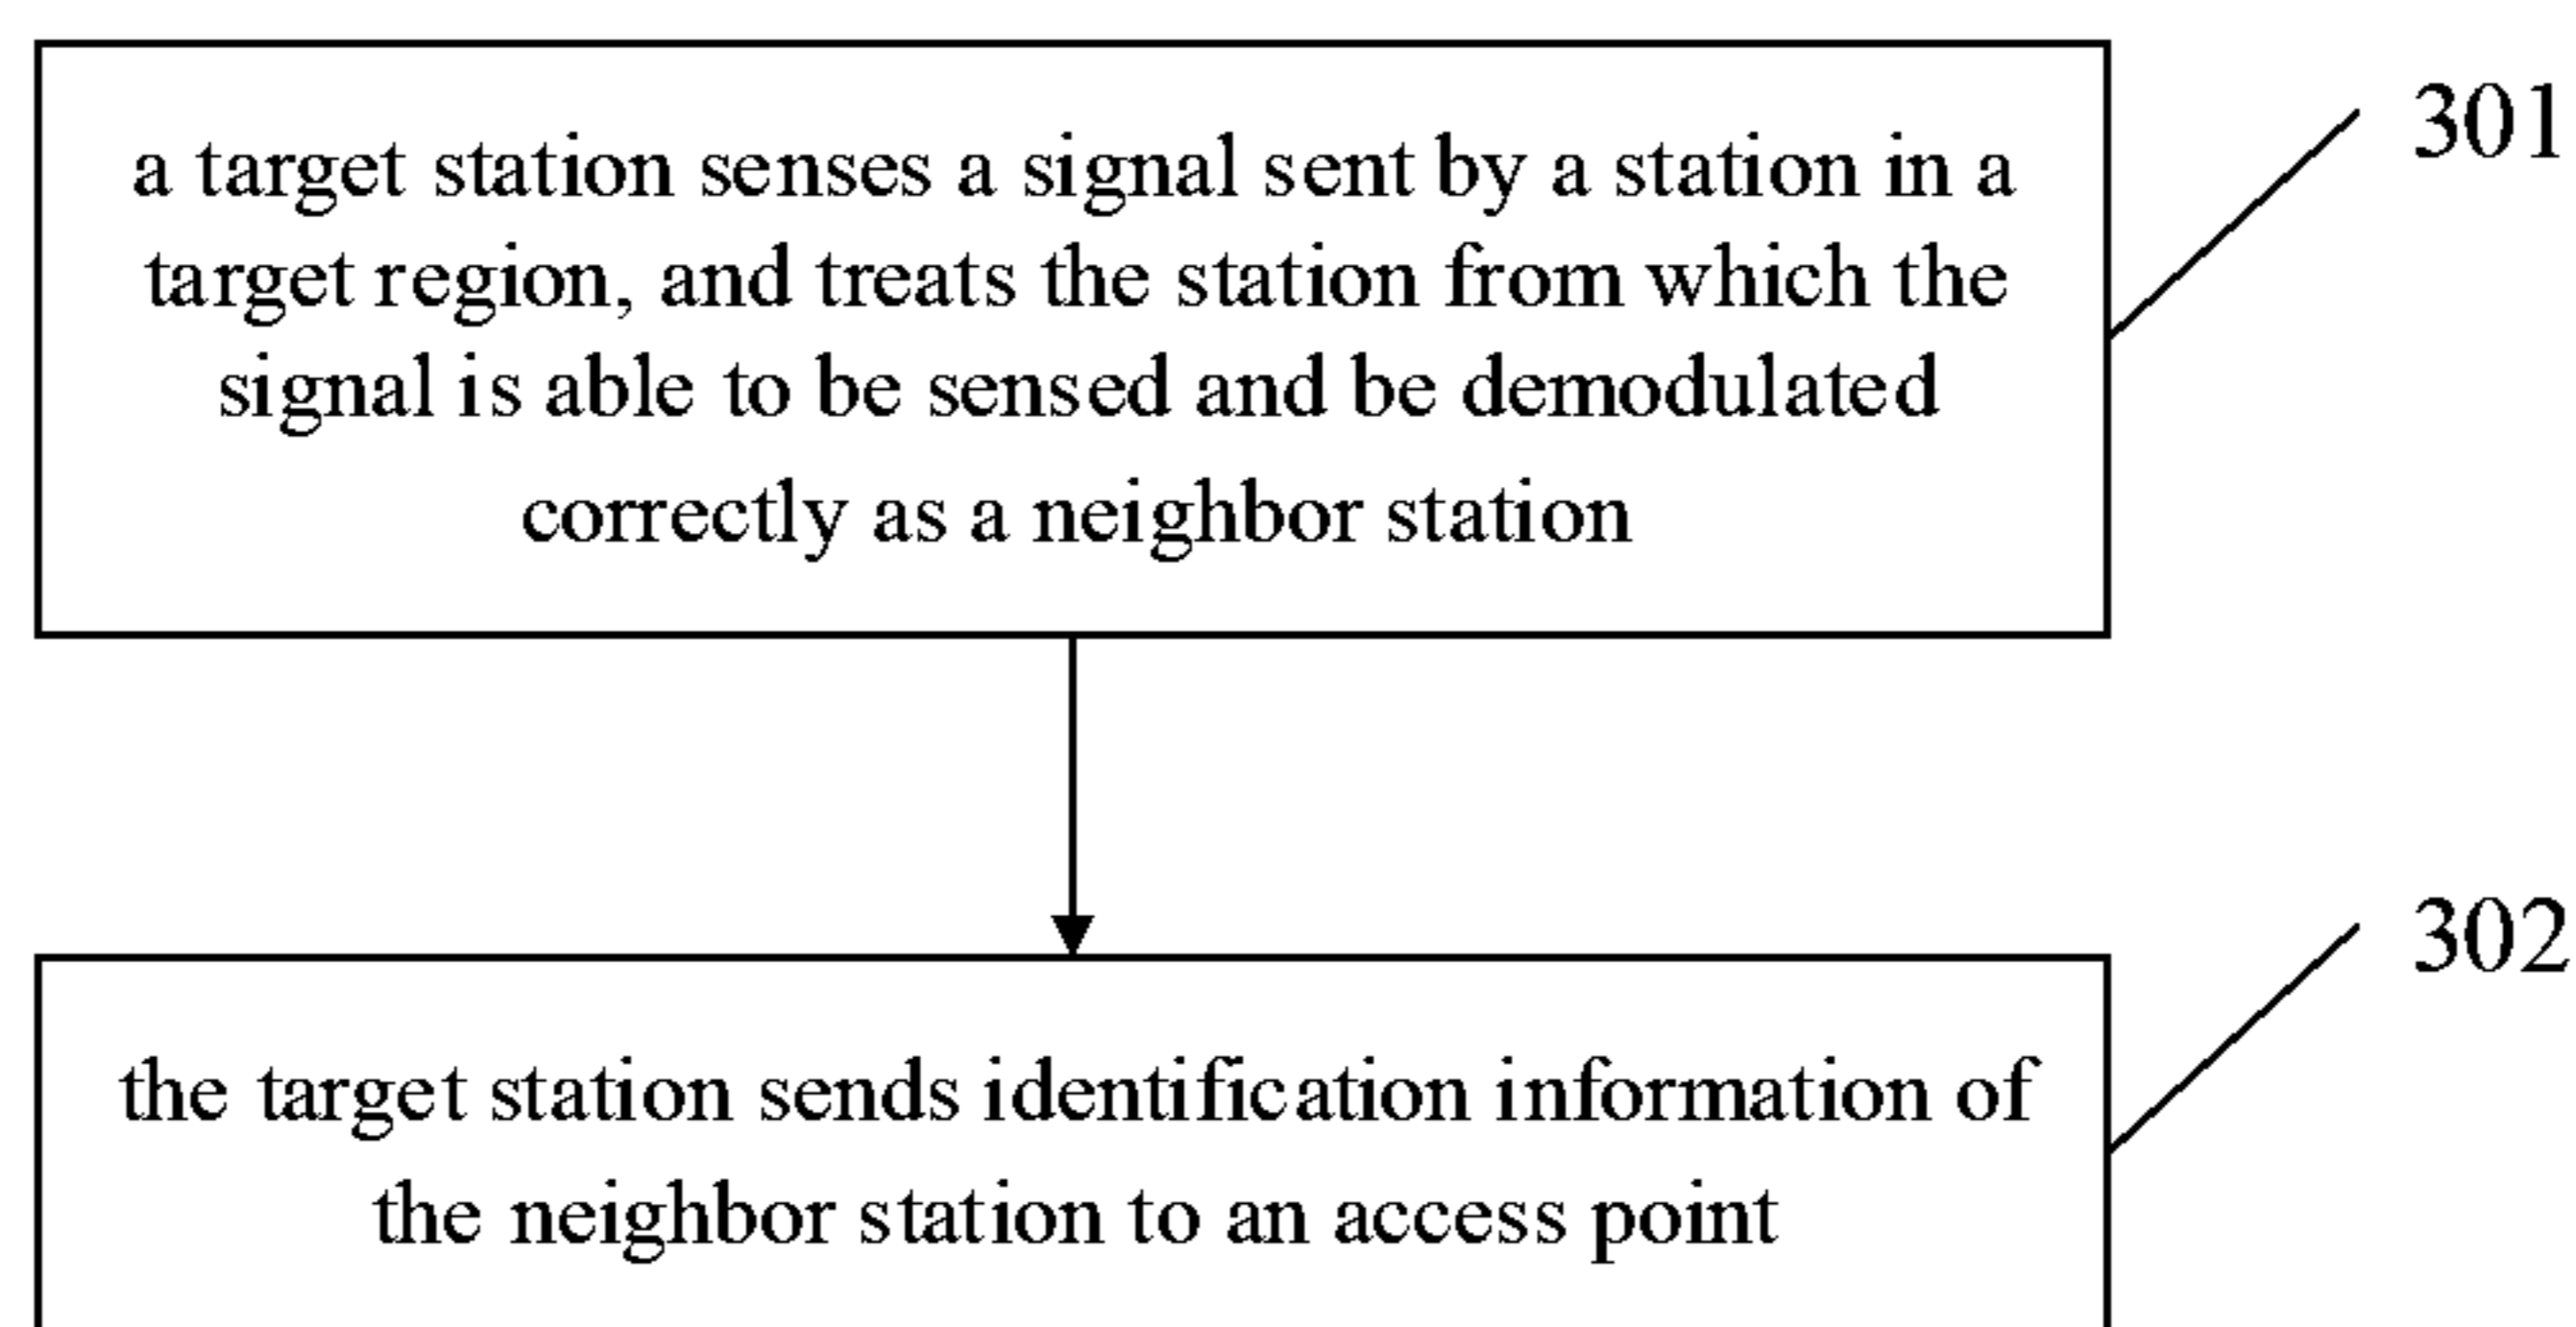 a target station senses a signal sent by a station in a
target region, and treats the station from which the
signal is able to be sensed and be demodulated
correctly as a neighbor station
301
the target station sends identification information of
the neighbor station to an access point
302